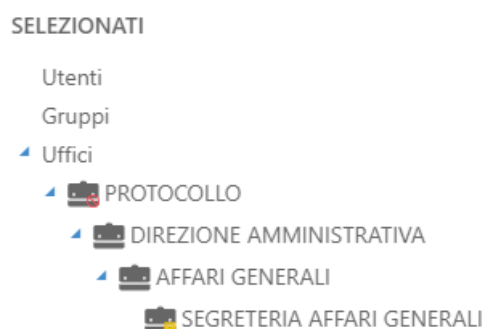 SELEZIONATI
Utenti
Gruppi
Uffici
PROTOCOLLO
DIREZIONE AMMINISTRATIVA
AFFARI GENERALI
SEGRETERIA AFFARI GENERALI